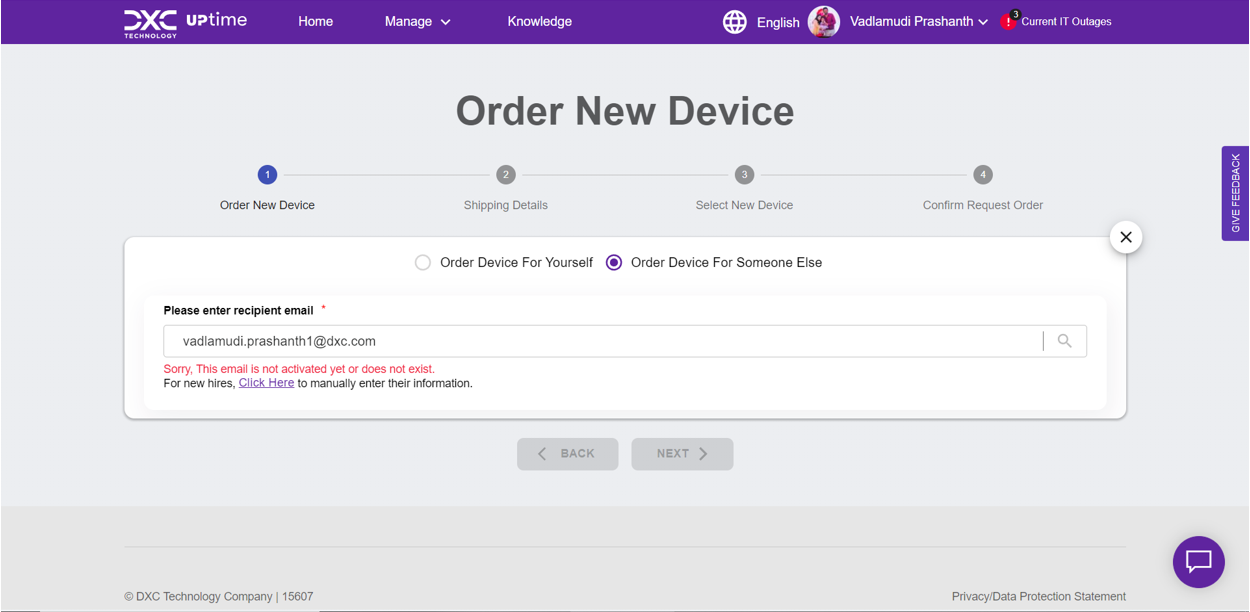 DXC TECHNOLOGY UPtime Home Manage Knowledge English Vadlamudi Prashanth ! 3 Current IT Outages
Order New Device
1 2 3 4
Order New Device Shipping Details Select New Device Confirm Request Order
GIVE FEEDBACK
Order Device For Yourself Order Device For Someone Else
Please enter recipient email *
vadlamudi.prashanth1@dxc.com
Sorry, This email is not activated yet or does not exist.
For new hires, Click Here to manually enter their information.
BACK NEXT
© DXC Technology Company | 15607 Privacy/Data Protection Statement